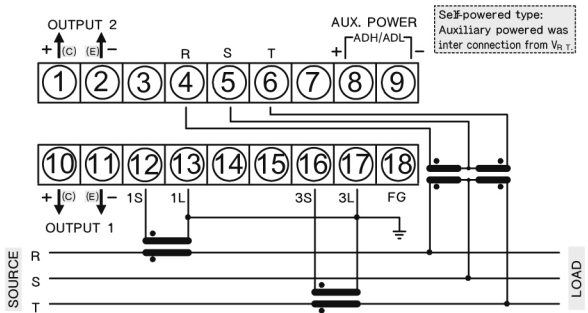 OUTPUT 2
+ (C) (E) −
R S T
AUX. POWER
ADH/ADL
+ −
Self-powered type:
Auxiliary powered was
inter connection from VR T.
1 2 3 4 5 6 7 8 9
10 11 12 13 14 15 16 17 18
+ (C) (E) − 1S 1L 3S 3L FG
OUTPUT 1
SOURCE
R
S
T
LOAD